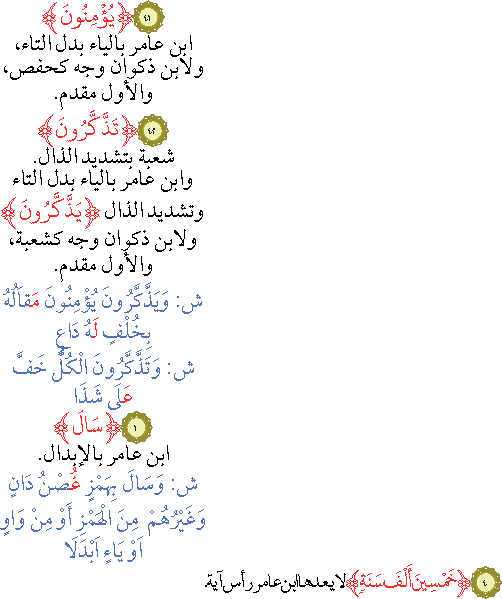 ﴿يُؤْمِنُونَ﴾ ٤١
ابن عامر بالياء بدل التاء،
ولابن ذكوان وجه كحفص،
والأول مقدم.
﴿تَذَّكَّرُونَ﴾ ٤٢
شعبة بتشديد الذال.
وابن عامر بالياء بدل التاء
وتشديد الذال ﴿يَذَّكَّرُونَ﴾
ولابن ذكوان وجه كشعبة،
والأول مقدم.
ش: وَيَذَّكَّرُونَ يُؤْمِنُونَ مَقَالُهُ
بِخُلْفٍ لَهُ دَاعٍ
ش: وَتَذَّكَّرُونَ الْكُلُّ خَفَّ
عَلَى شَذَا
﴿سَالَ﴾ ١
ابن عامر بالإبدال.
ش: وَسَالَ بِهَمْزٍ غُصْنُ دَانٍ
وَغَيْرُهُمْ مِنَ الْهَمْزِ أَوْ مِنْ وَاوٍ
اَوْ يَاءٍ اَبْدَلَا
﴿خَمْسِينَ أَلْفَ سَنَةٍ﴾ ٤ لا يعدها ابن عامر رأس آية.